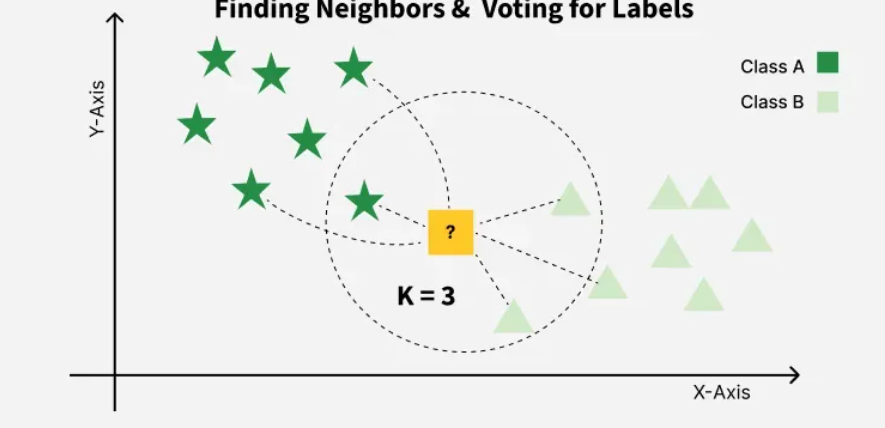 Finding Neighbors & Voting for Labels
Y-Axis
Class A
Class B
?
K = 3
X-Axis